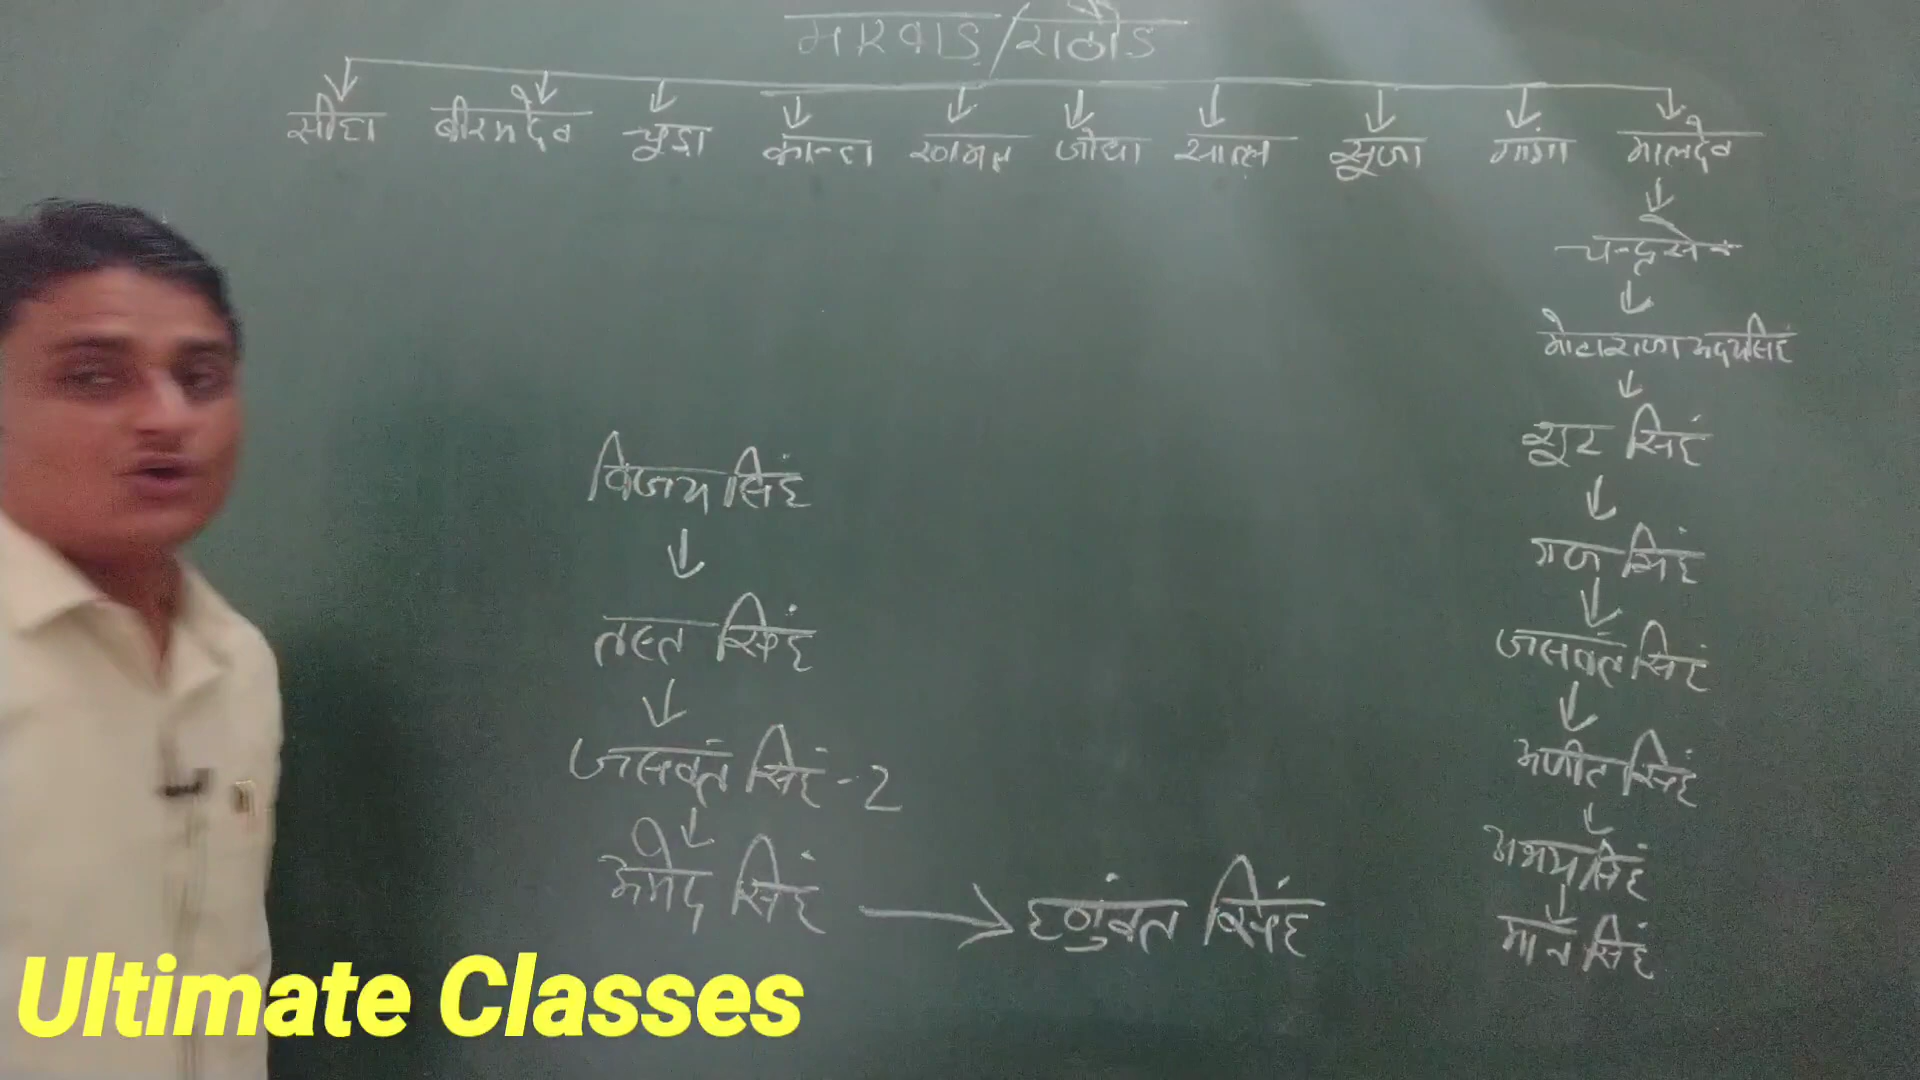 मारवाड़/राठौड़
सीहा बीरमदेव चूड़ा कान्हा रणमल जोधा सातल सूजा गांगा मालदेव
चन्द्रसेन
मोटाराजा उदयसिंह
शूर सिंह
गज सिंह
जसवंत सिंह
अजीत सिंह
अभय सिंह
मान सिंह
विजय सिंह
तख्त सिंह
जसवंत सिंह-2
उम्मेद सिंह
हणुवंत सिंह
Ultimate Classes